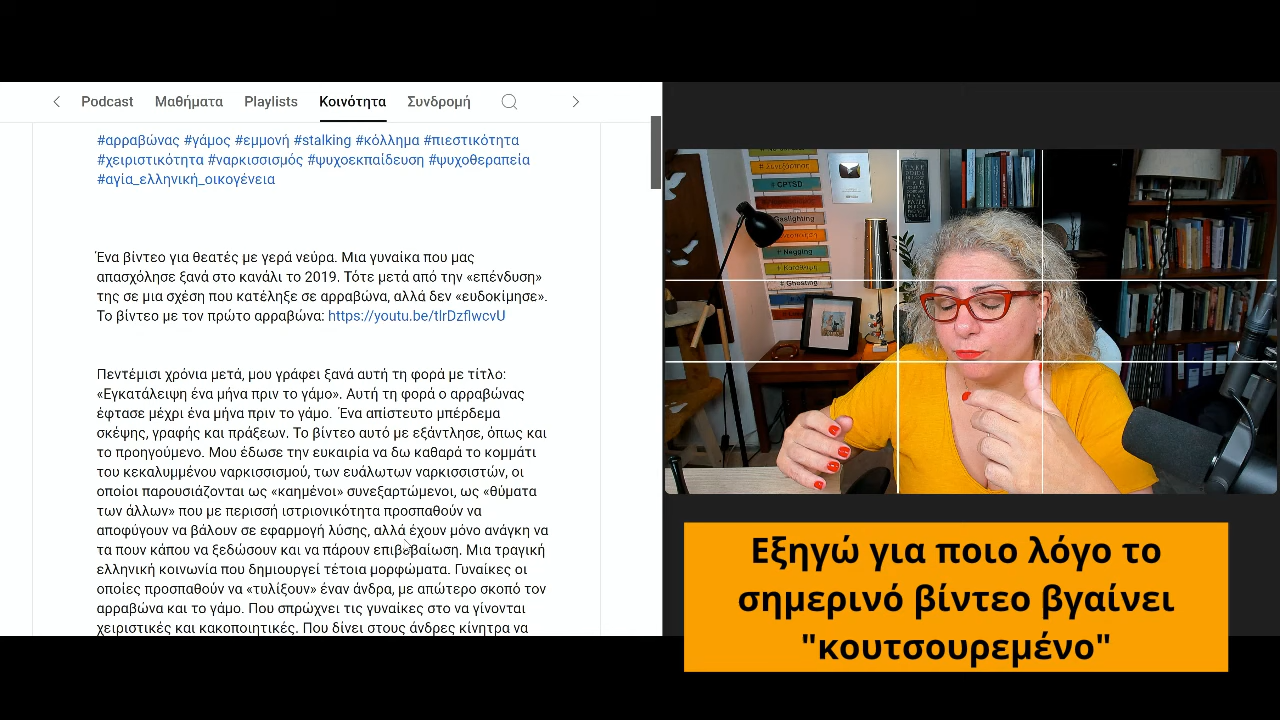 Podcast Μαθήματα Playlists Κοινότητα Συνδρομή
#αρραβώνας #γάμος #εμμονή #stalking #κόλλημα #πιεστικότητα
#χειριστικότητα #ναρκισσισμός #ψυχοεκπαίδευση #ψυχοθεραπεία
#αγία_ελληνική_οικογένεια
Ένα βίντεο για θεατές με γερά νεύρα. Μια γυναίκα που μας
απασχόλησε ξανά στο κανάλι το 2019. Τότε μετά από την «επένδυση»
της σε μια σχέση που κατέληξε σε αρραβώνα, αλλά δεν «ευδοκίμησε».
Το βίντεο με τον πρώτο αρραβώνα: https://youtu.be/tlrDzflwcvU
Πεντέμισι χρόνια μετά, μου γράφει ξανά αυτή τη φορά με τίτλο:
«Εγκατάλειψη ένα μήνα πριν το γάμο». Αυτή τη φορά ο αρραβώνας
έφτασε μέχρι ένα μήνα πριν το γάμο. Ένα απίστευτο μπέρδεμα
σκέψης, γραφής και πράξεων. Το βίντεο αυτό με εξάντλησε, όπως και
το προηγούμενο. Μου έδωσε την ευκαιρία να δω καθαρά το κομμάτι
του κεκαλυμμένου ναρκισσισμού, των ευάλωτων ναρκισσιστών, οι
οποίοι παρουσιάζονται ως «καημένοι» συνεξαρτώμενοι, ως «θύματα
των άλλων» που με περισσή ιστριονικότητα προσπαθούν να
αποφύγουν να βάλουν σε εφαρμογή λύσης, αλλά έχουν μόνο ανάγκη να
τα πουν κάπου να ξεδώσουν και να πάρουν επιβεβαίωση. Μια τραγική
ελληνική κοινωνία που δημιουργεί τέτοια μορφώματα. Γυναίκες οι
οποίες προσπαθούν να «τυλίξουν» έναν άνδρα, με απώτερο σκοπό τον
αρραβώνα και το γάμο. Που σπρώχνει τις γυναίκες στο να γίνονται
χειριστικές και κακοποιητικές. Που δίνει στους άνδρες κίνητρα να
# CPTSD
Gaslighting
# Negging
# Κατάθλιψη
# Ghosting
Εξηγώ για ποιο λόγο το
σημερινό βίντεο βγαίνει
"κουτσουρεμένο"